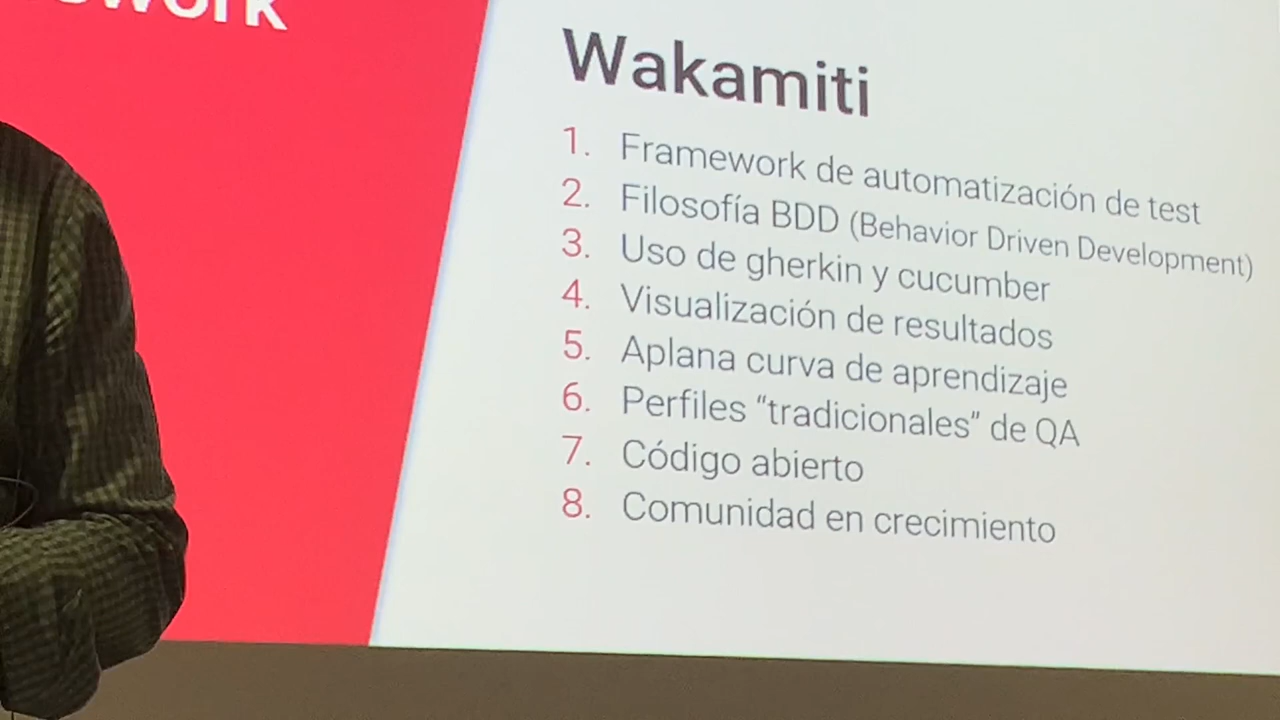 Wakamiti
1. Framework de automatización de test
2. Filosofía BDD (Behavior Driven Development)
3. Uso de gherkin y cucumber
4. Visualización de resultados
5. Aplana curva de aprendizaje
6. Perfiles “tradicionales” de QA
7. Código abierto
8. Comunidad en crecimiento